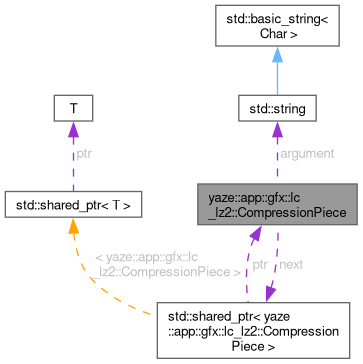 std::basic_string<
Char >
T
std::string
ptr
argument
std::shared_ptr< T >
yaze::app::gfx::lc
_lz2::CompressionPiece
< yaze::app::gfx::lc
_lz2::CompressionPiece >
ptr
next
std::shared_ptr< yaze
::app::gfx::lc_lz2::Compression
Piece >